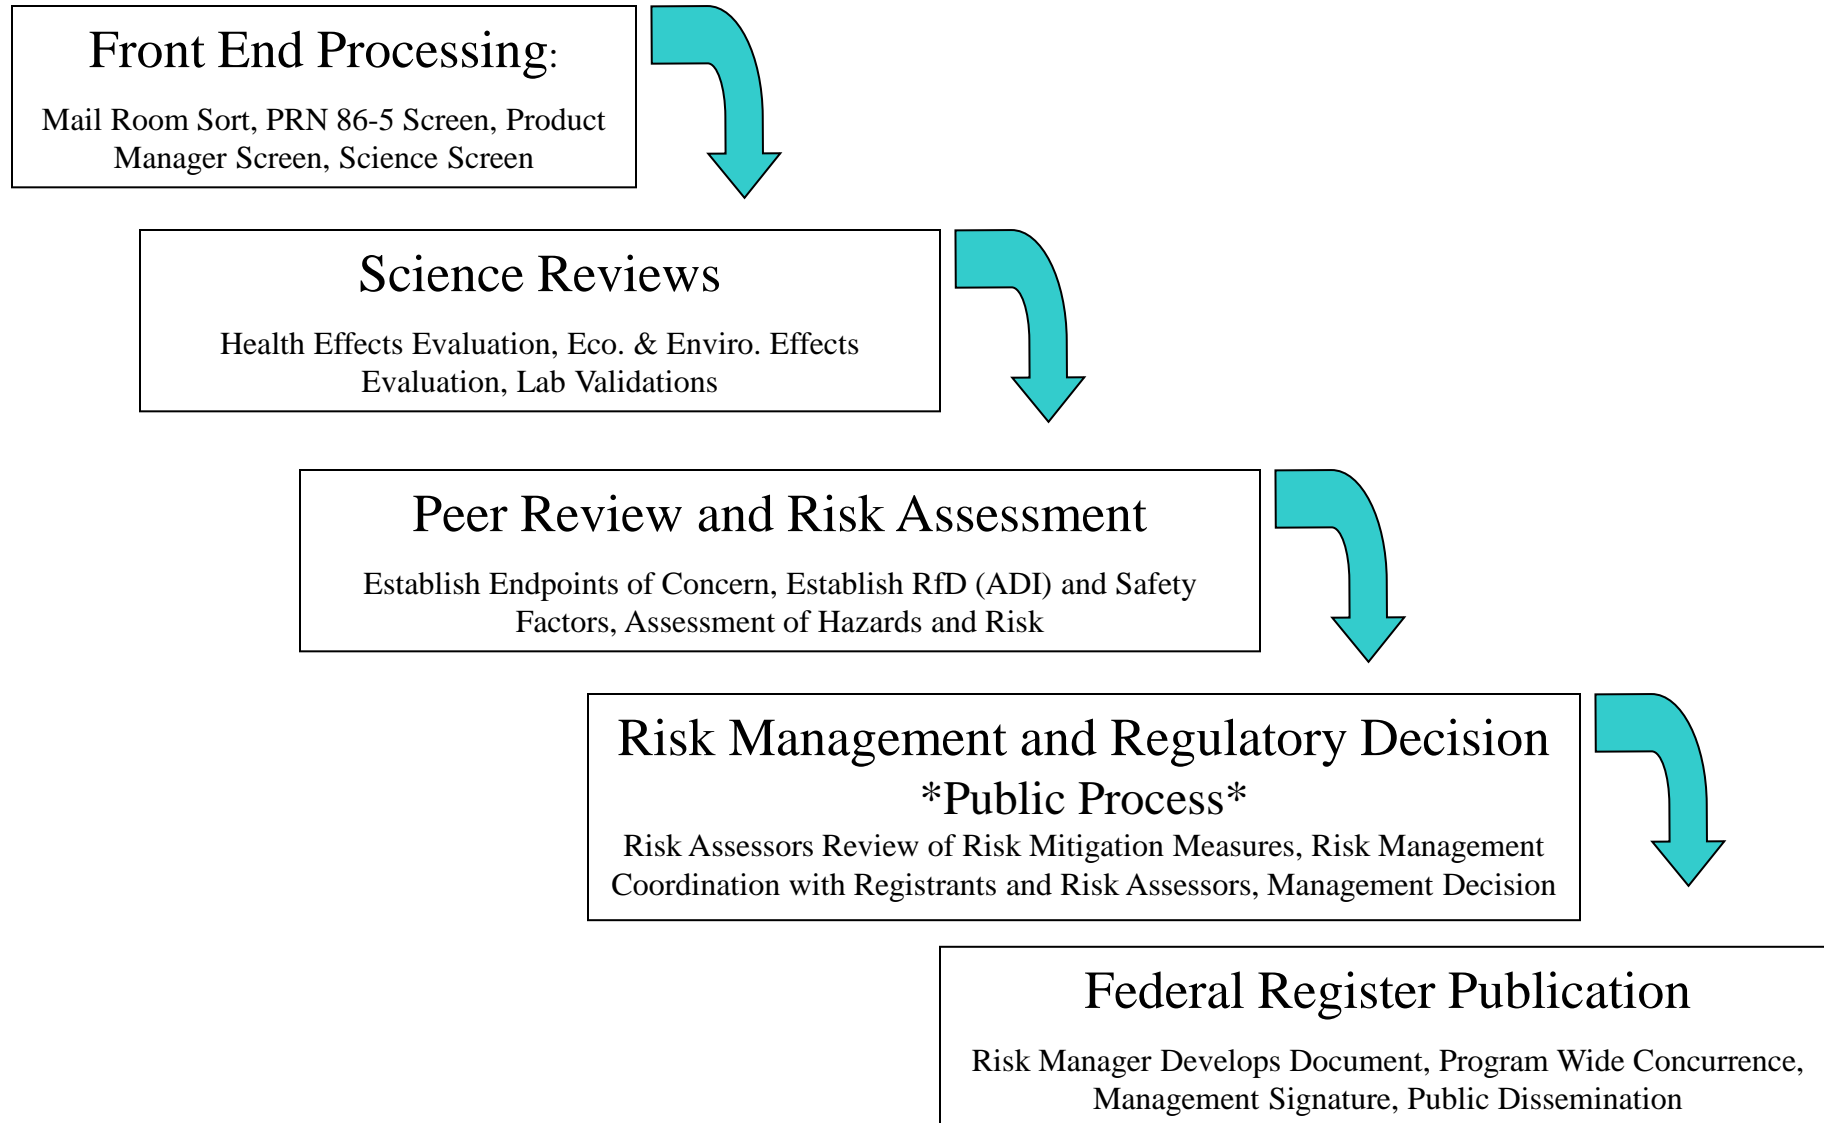 Front End Processing:
Mail Room Sort, PRN 86-5 Screen, Product
Manager Screen, Science Screen
Science Reviews
Health Effects Evaluation, Eco. & Enviro. Effects
Evaluation, Lab Validations
Peer Review and Risk Assessment
Establish Endpoints of Concern, Establish RfD (ADI) and Safety
Factors, Assessment of Hazards and Risk
Risk Management and Regulatory Decision
*Public Process*
Risk Assessors Review of Risk Mitigation Measures, Risk Management
Coordination with Registrants and Risk Assessors, Management Decision
Federal Register Publication
Risk Manager Develops Document, Program Wide Concurrence,
Management Signature, Public Dissemination